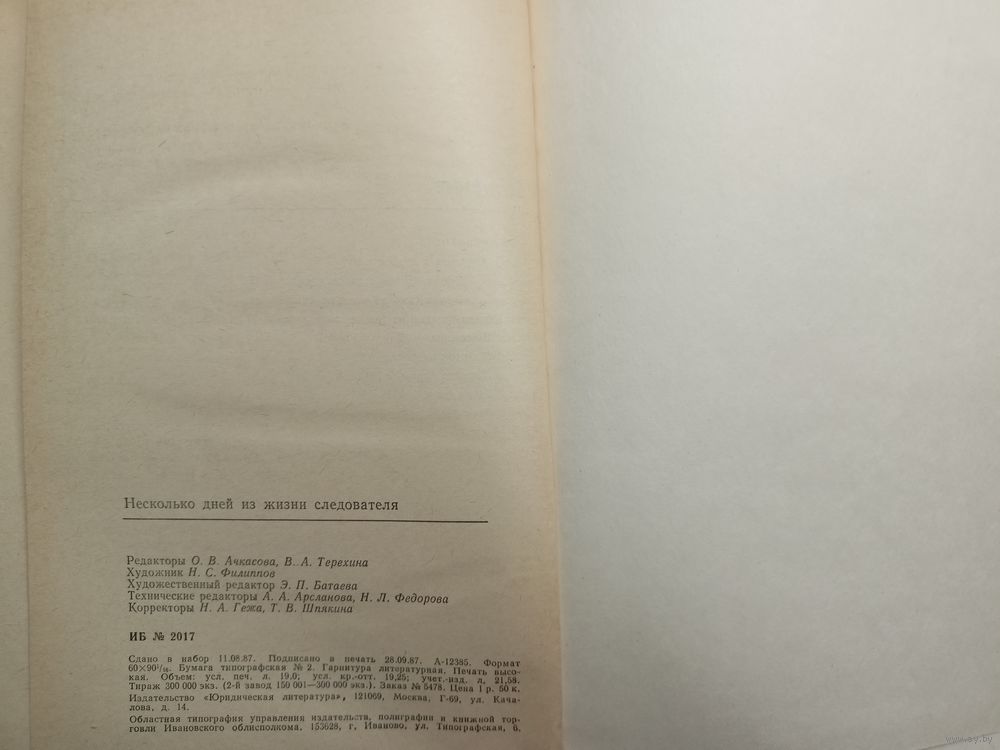 Несколько дней из жизни следователя
Редакторы О. В. Ачкасова, В. А. Терехина
Художник Н. С. Филиппов
Художественный редактор Э. П. Батаева
Технические редакторы А. А. Арсланова, Н. Л. Федорова
Корректоры Н. А. Гежа, Т. В. Шпякина
ИБ № 2017
Сдано в набор 11.08.87. Подписано в печать 28.09.87. А-12385. Формат
60×90¹/₁₆. Бумага типографская № 2. Гарнитура литературная. Печать высо-
кая. Объем: усл. печ. л. 19,0; усл. кр.-отт. 19,25; учет.-изд. л. 21,58.
Тираж 300 000 экз. (2-й завод 150 001—300 000 экз.). Заказ № 5478. Цена 1 р. 50 к.
Издательство «Юридическая литература», 121069, Москва, Г-69, ул. Кача-
лова, д. 14.
Областная типография управления издательств, полиграфии и книжной тор-
говли Ивановского облисполкома, 153628, г. Иваново, ул. Типографская, 6.
www.ay.by